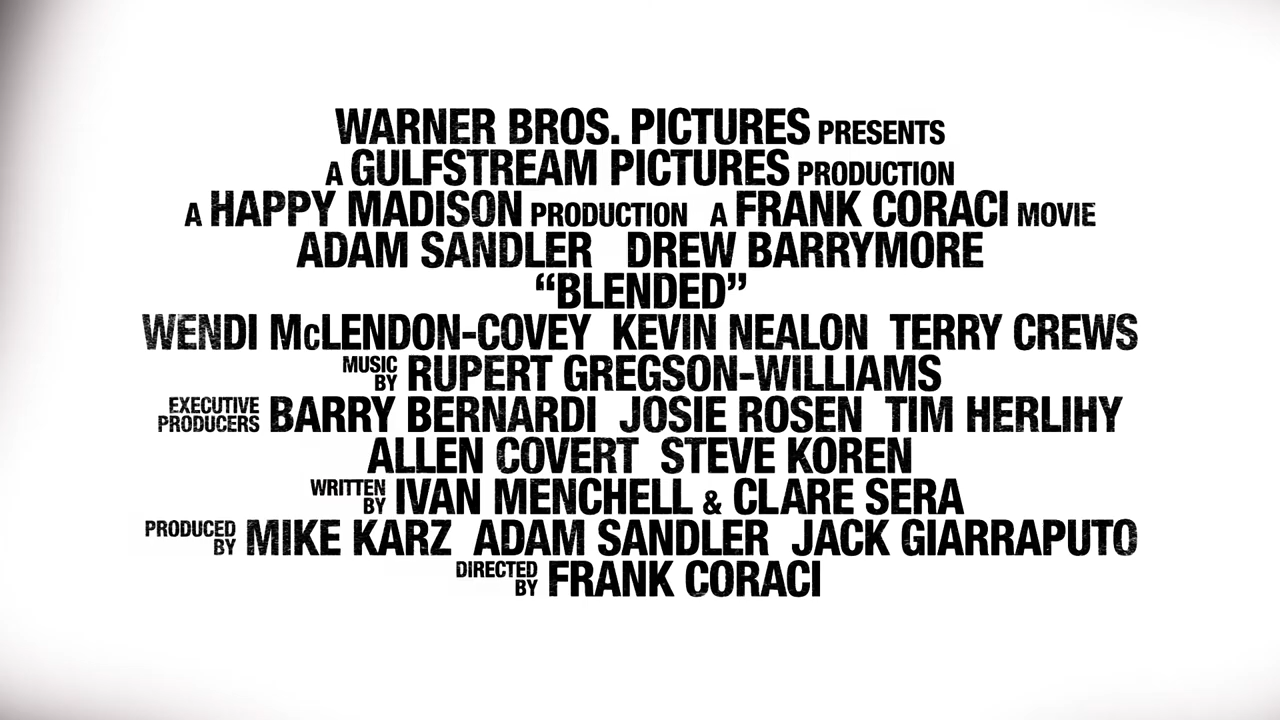 WARNER BROS. PICTURES PRESENTS
A GULFSTREAM PICTURES PRODUCTION
A HAPPY MADISON PRODUCTION A FRANK CORACI MOVIE
ADAM SANDLER DREW BARRYMORE
“BLENDED”
WENDI McLENDON-COVEY KEVIN NEALON TERRY CREWS
MUSIC BY RUPERT GREGSON-WILLIAMS
EXECUTIVE PRODUCERS BARRY BERNARDI JOSIE ROSEN TIM HERLIHY
ALLEN COVERT STEVE KOREN
WRITTEN BY IVAN MENCHELL & CLARE SERA
PRODUCED BY MIKE KARZ ADAM SANDLER JACK GIARRAPUTO
DIRECTED BY FRANK CORACI